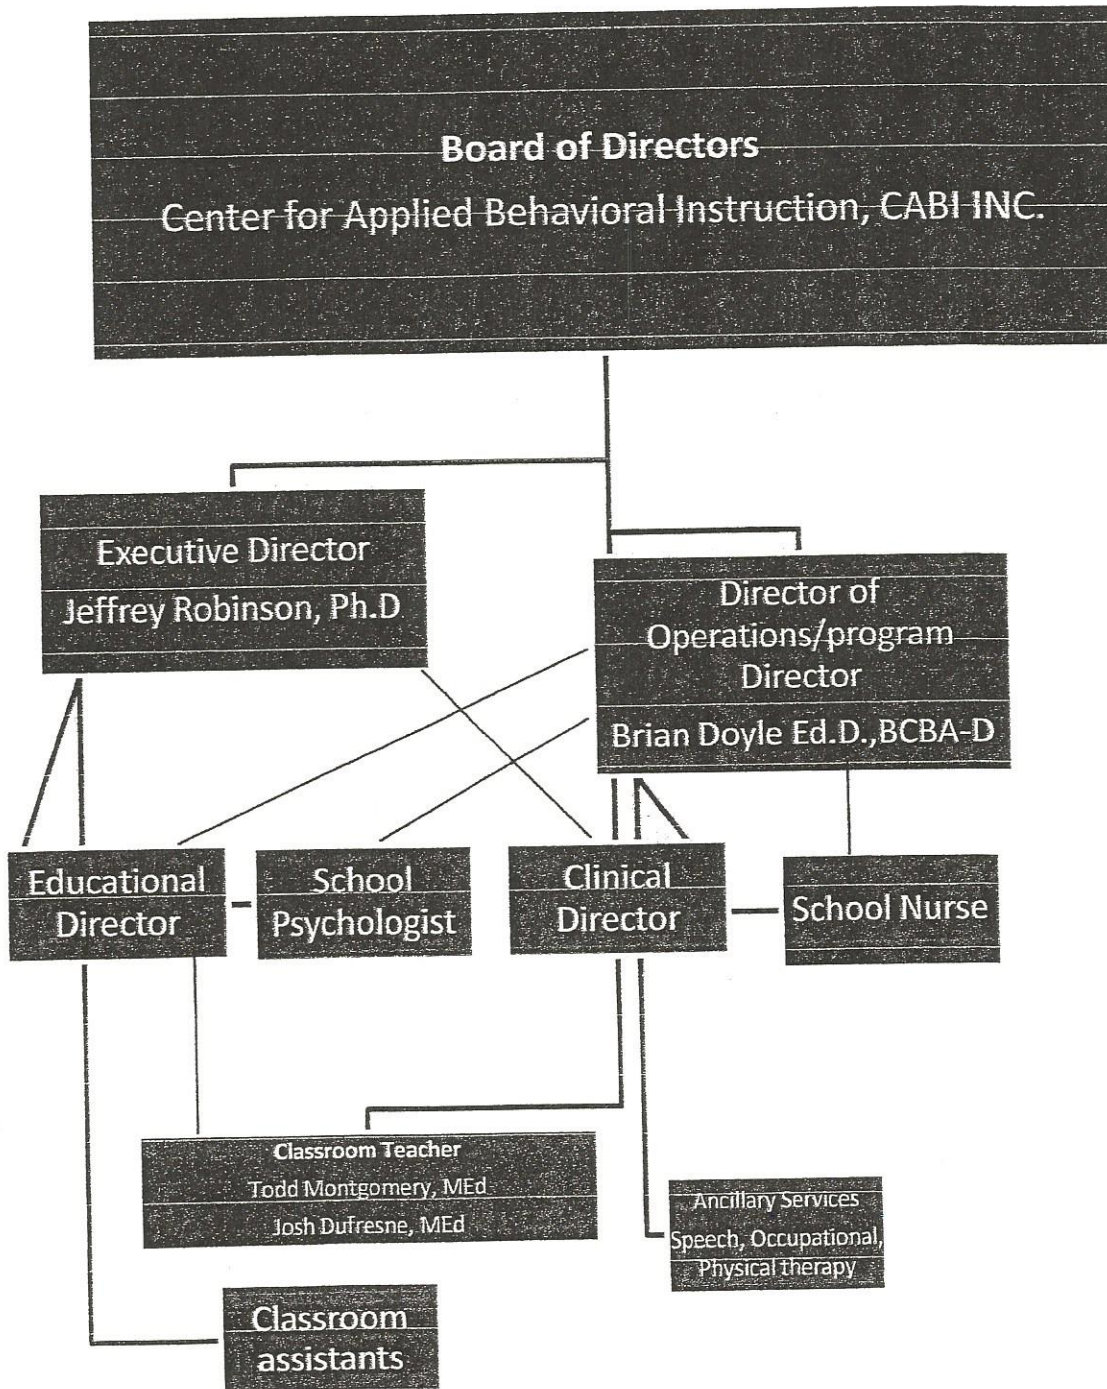 Board of Directors
Center for Applied Behavioral Instruction, CABI INC.
Executive Director
Jeffrey Robinson, Ph.D
Director of
Operations/program
Director
Brian Doyle Ed.D.,BCBA-D
Educational
Director
School
Psychologist
Clinical
Director
School Nurse
Classroom Teacher
Todd Montgomery, MEd
Josh Dufresne, MEd
Ancillary Services
Speech, Occupational,
Physical therapy
Classroom
assistants